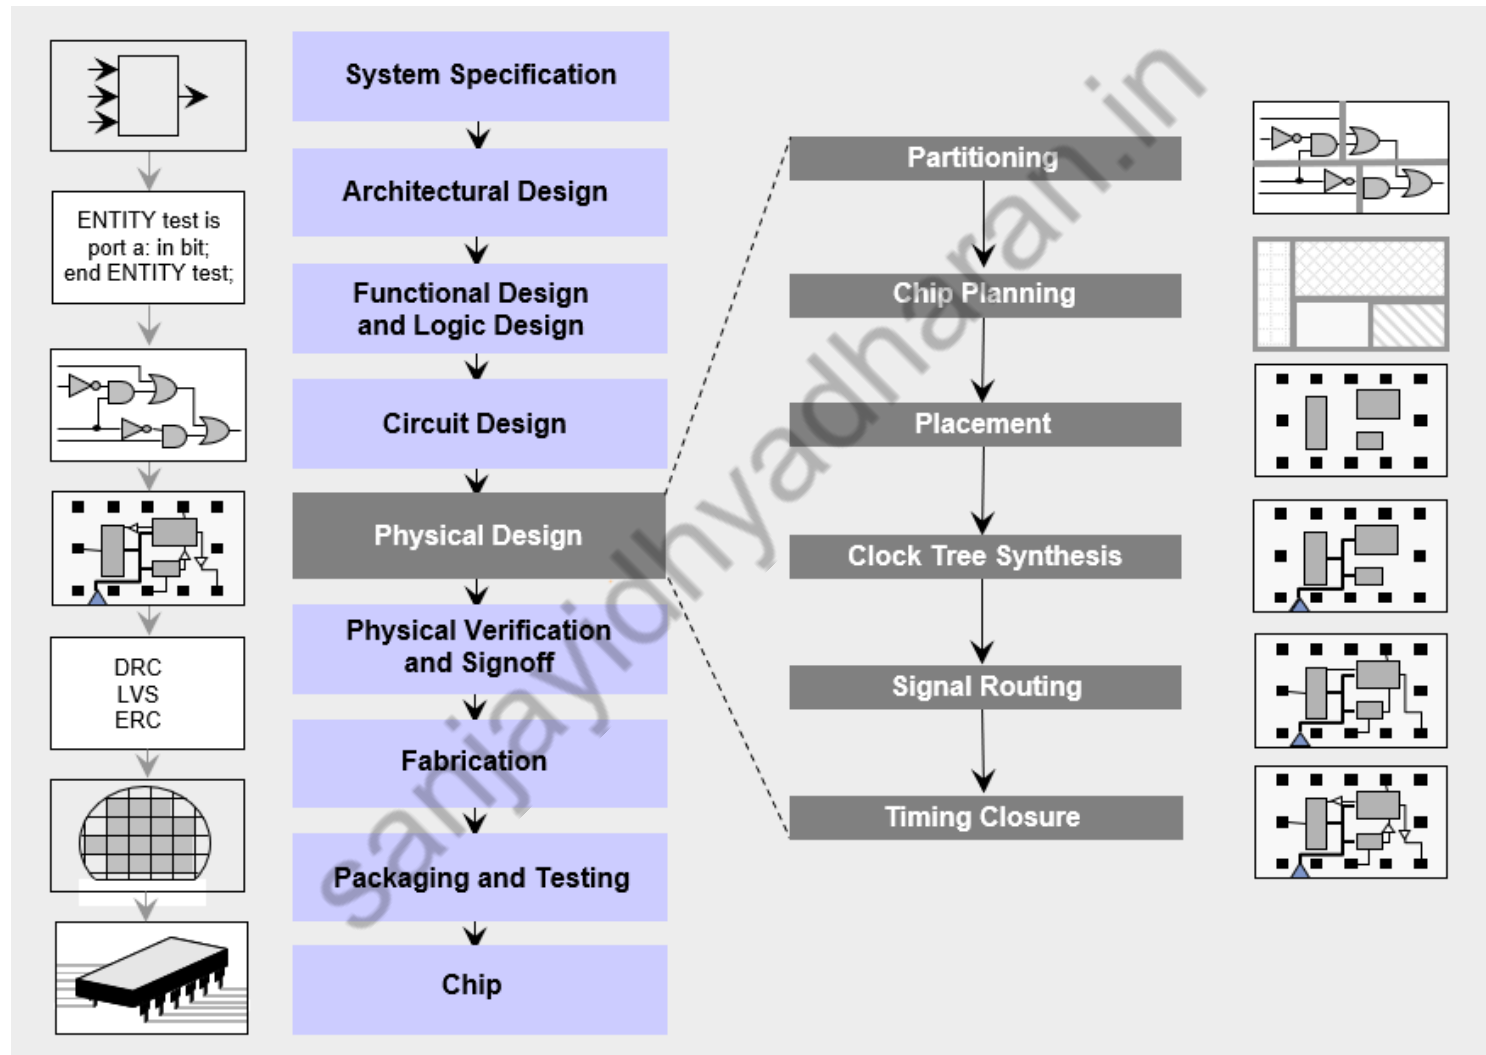 System Specification
Architectural Design
Functional Design
and Logic Design
Circuit Design
Physical Design
Physical Verification
and Signoff
Fabrication
Packaging and Testing
Chip
ENTITY test is
port a: in bit;
end ENTITY test;
DRC
LVS
ERC
Partitioning
Chip Planning
Placement
Clock Tree Synthesis
Signal Routing
Timing Closure
sanjayidhyadharan.in